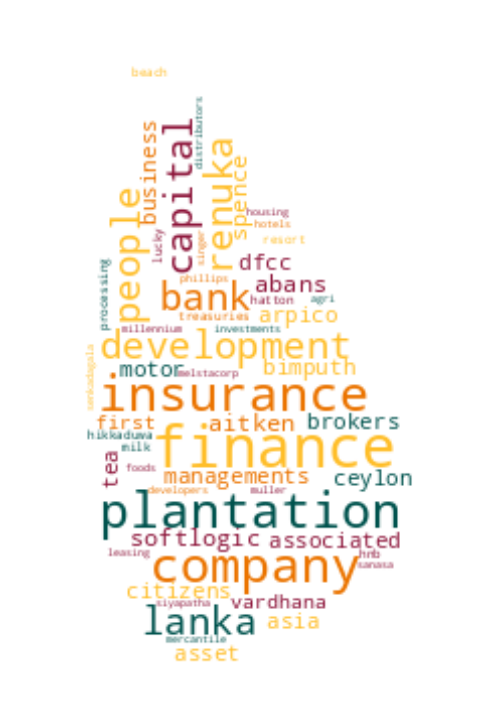 beach
distributors
business
capital
renuka
spence
people
housing
hotels
lucky
singer
resort
dfcc
processing
phillips
abans
bank
hatton
agri
treasuries
arpico
millennium
investments
development
senkadagala
motor
melstacorp
bimputh
insurance
first
aitken
brokers
hikkaduwa
finance
milk
tea
foods
managements
ceylon
developers
muller
plantation
softlogic
associated
leasing
hnb
company
sanasa
citizens
siyapatha
vardhana
lanka
asia
mercantile
asset